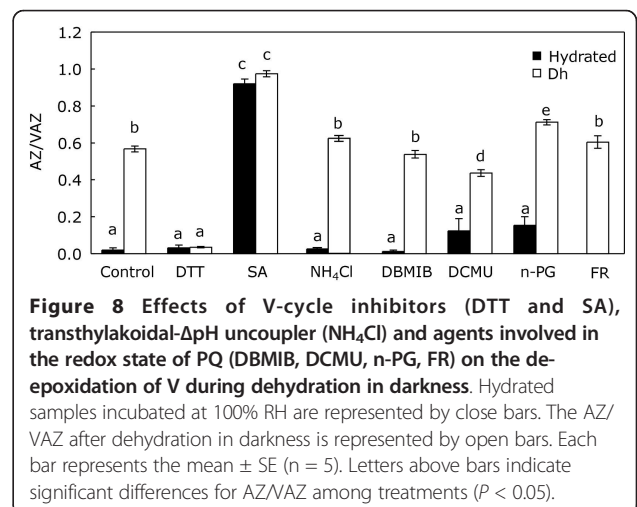 1.2
1.0
0.8
0.6
0.4
0.2
0.0
AZ/VAZ
Hydrated
Dh
a b
a a
c c
a b
a b
a d
a e
b
Control DTT SA NH₄Cl DBMIB DCMU n-PG FR
Figure 8 Effects of V-cycle inhibitors (DTT and SA),
transthylakoidal-ΔpH uncoupler (NH₄Cl) and agents involved in
the redox state of PQ (DBMIB, DCMU, n-PG, FR) on the de-
epoxidation of V during dehydration in darkness. Hydrated
samples incubated at 100% RH are represented by close bars. The AZ/
VAZ after dehydration in darkness is represented by open bars. Each
bar represents the mean ± SE (n = 5). Letters above bars indicate
significant differences for AZ/VAZ among treatments (P < 0.05).